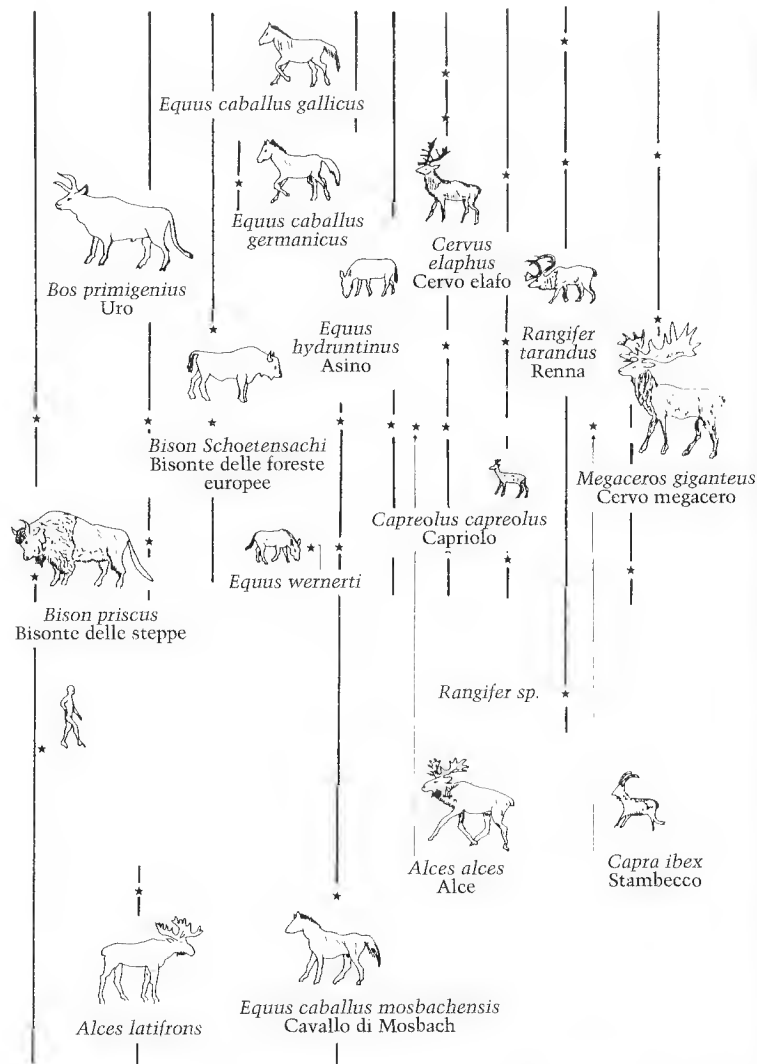 Equus caballus gallicus
Equus caballus
germanicus
Bos primigenius
Uro
Cervus
elaphus
Cervo elafo
Equus
hydruntinus
Asino
Rangifer
tarandus
Renna
Bison Schoetensachi
Bisonte delle foreste
europee
Megaceros giganteus
Cervo megacero
Capreolus capreolus
Capriolo
Equus wernerti
Bison priscus
Bisonte delle steppe
Rangifer sp.
Alces alces
Alce
Capra ibex
Stambecco
Equus caballus mosbachensis
Cavallo di Mosbach
Alces latifrons